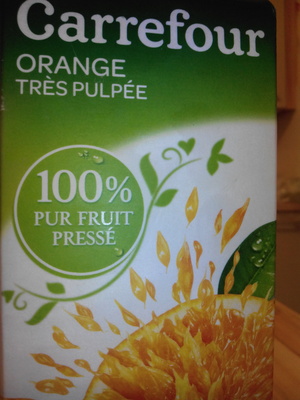 Carrefour
ORANGE
TRÈS PULPÉE
100%
PUR FRUIT
PRESSÉ